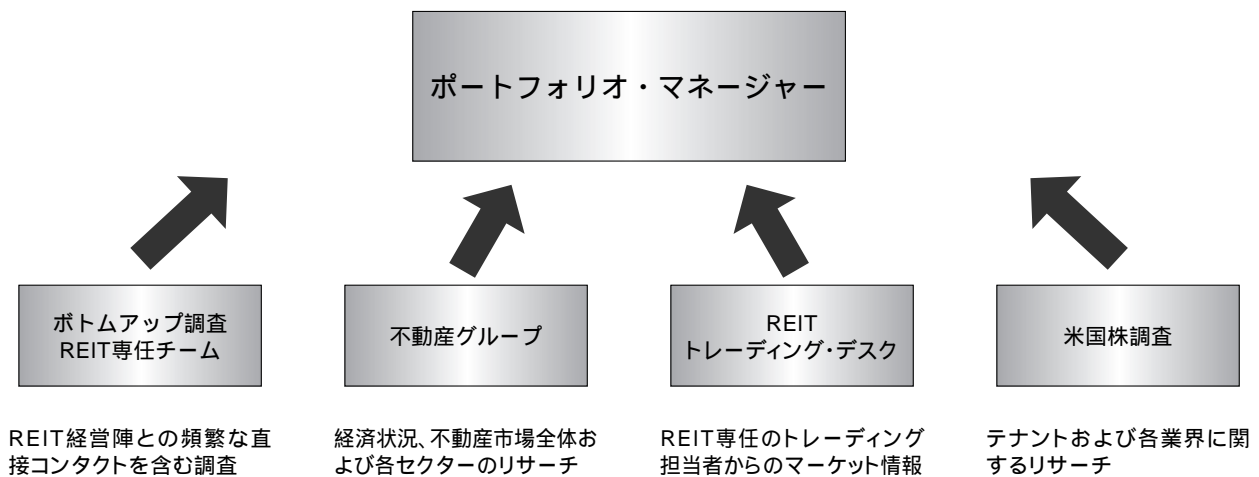 ポートフォリオ・マネージャー
ボトムアップ調査
REIT専任チーム
不動産グループ
REIT
トレーディング・デスク
米国株調査
REIT経営陣との頻繁な直
接コンタクトを含む調査
経済状況、不動産市場全体お
よび各セクターのリサーチ
REIT専任のトレーディング
担当者からのマーケット情報
テナントおよび各業界に関
するリサーチ